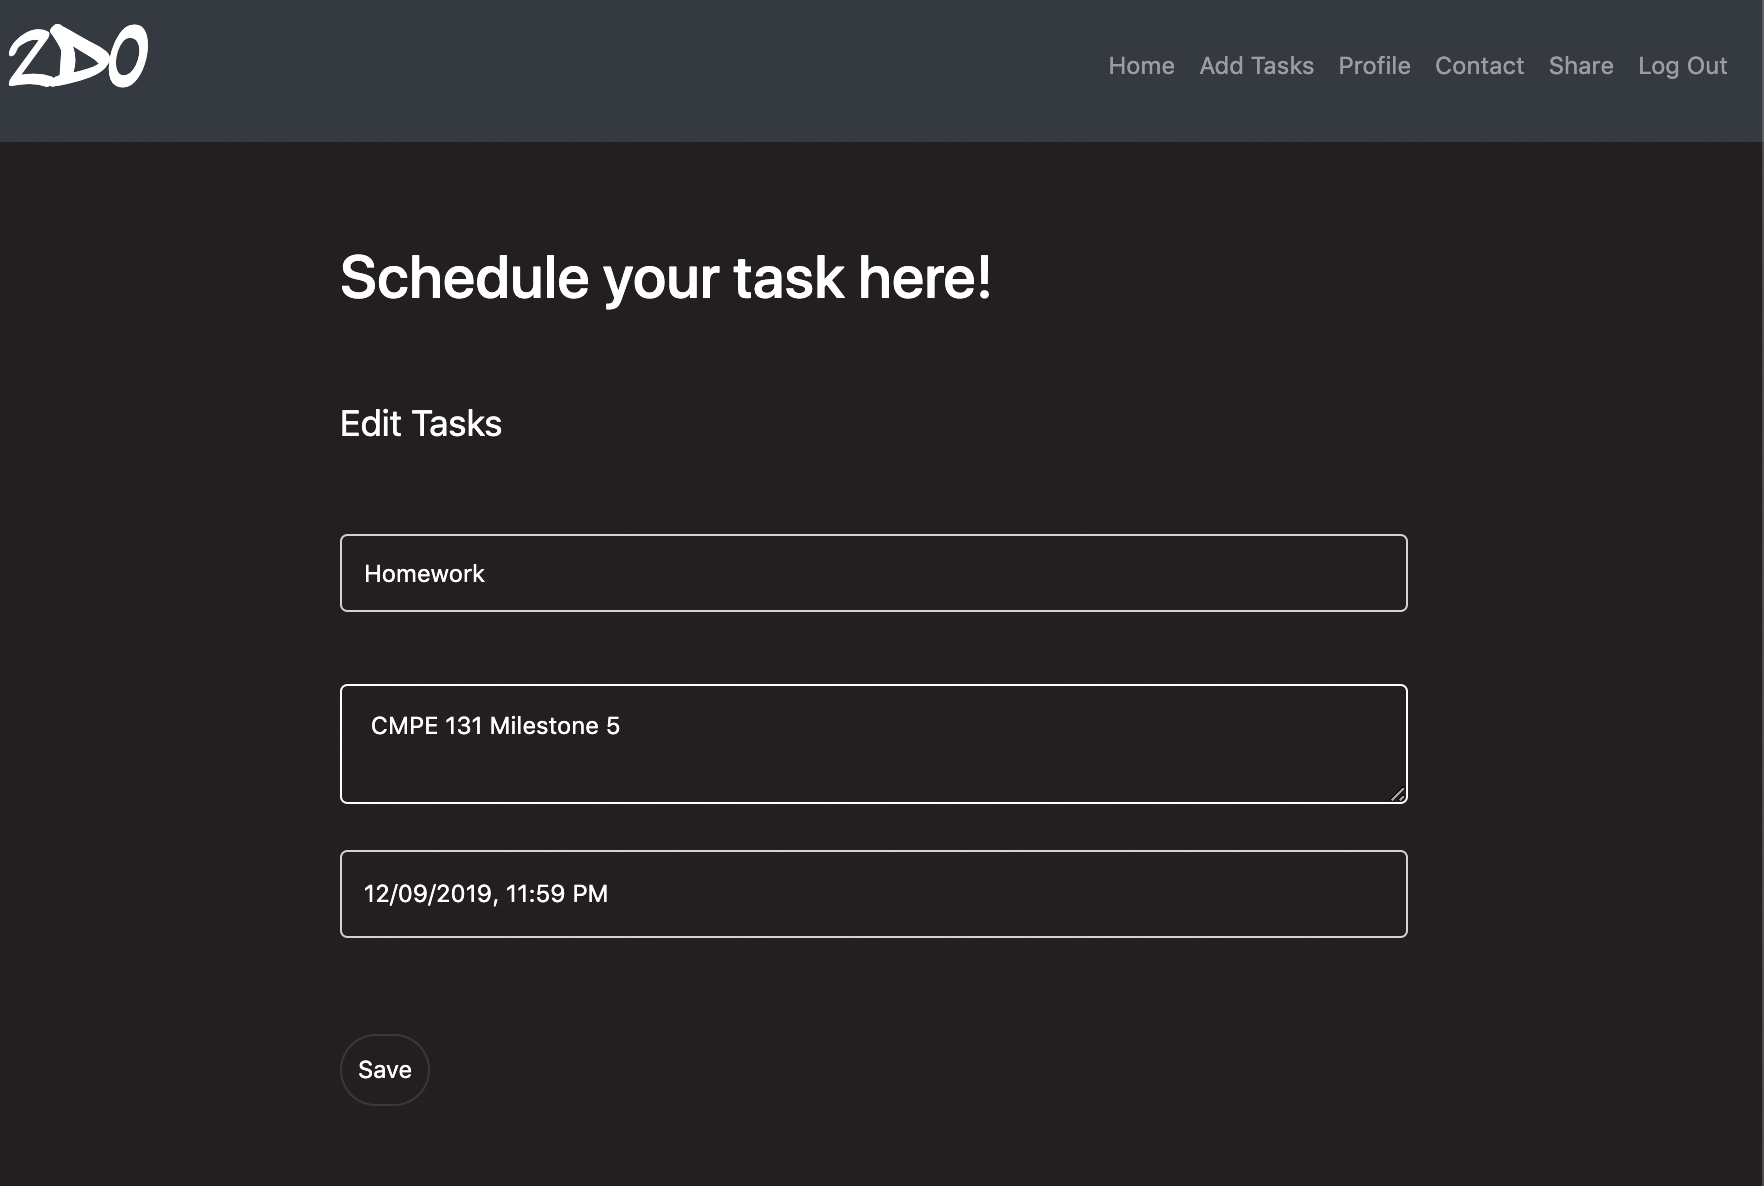 2DO
Home Add Tasks Profile Contact Share Log Out
Schedule your task here!
Edit Tasks
Homework
CMPE 131 Milestone 5
12/09/2019, 11:59 PM
Save